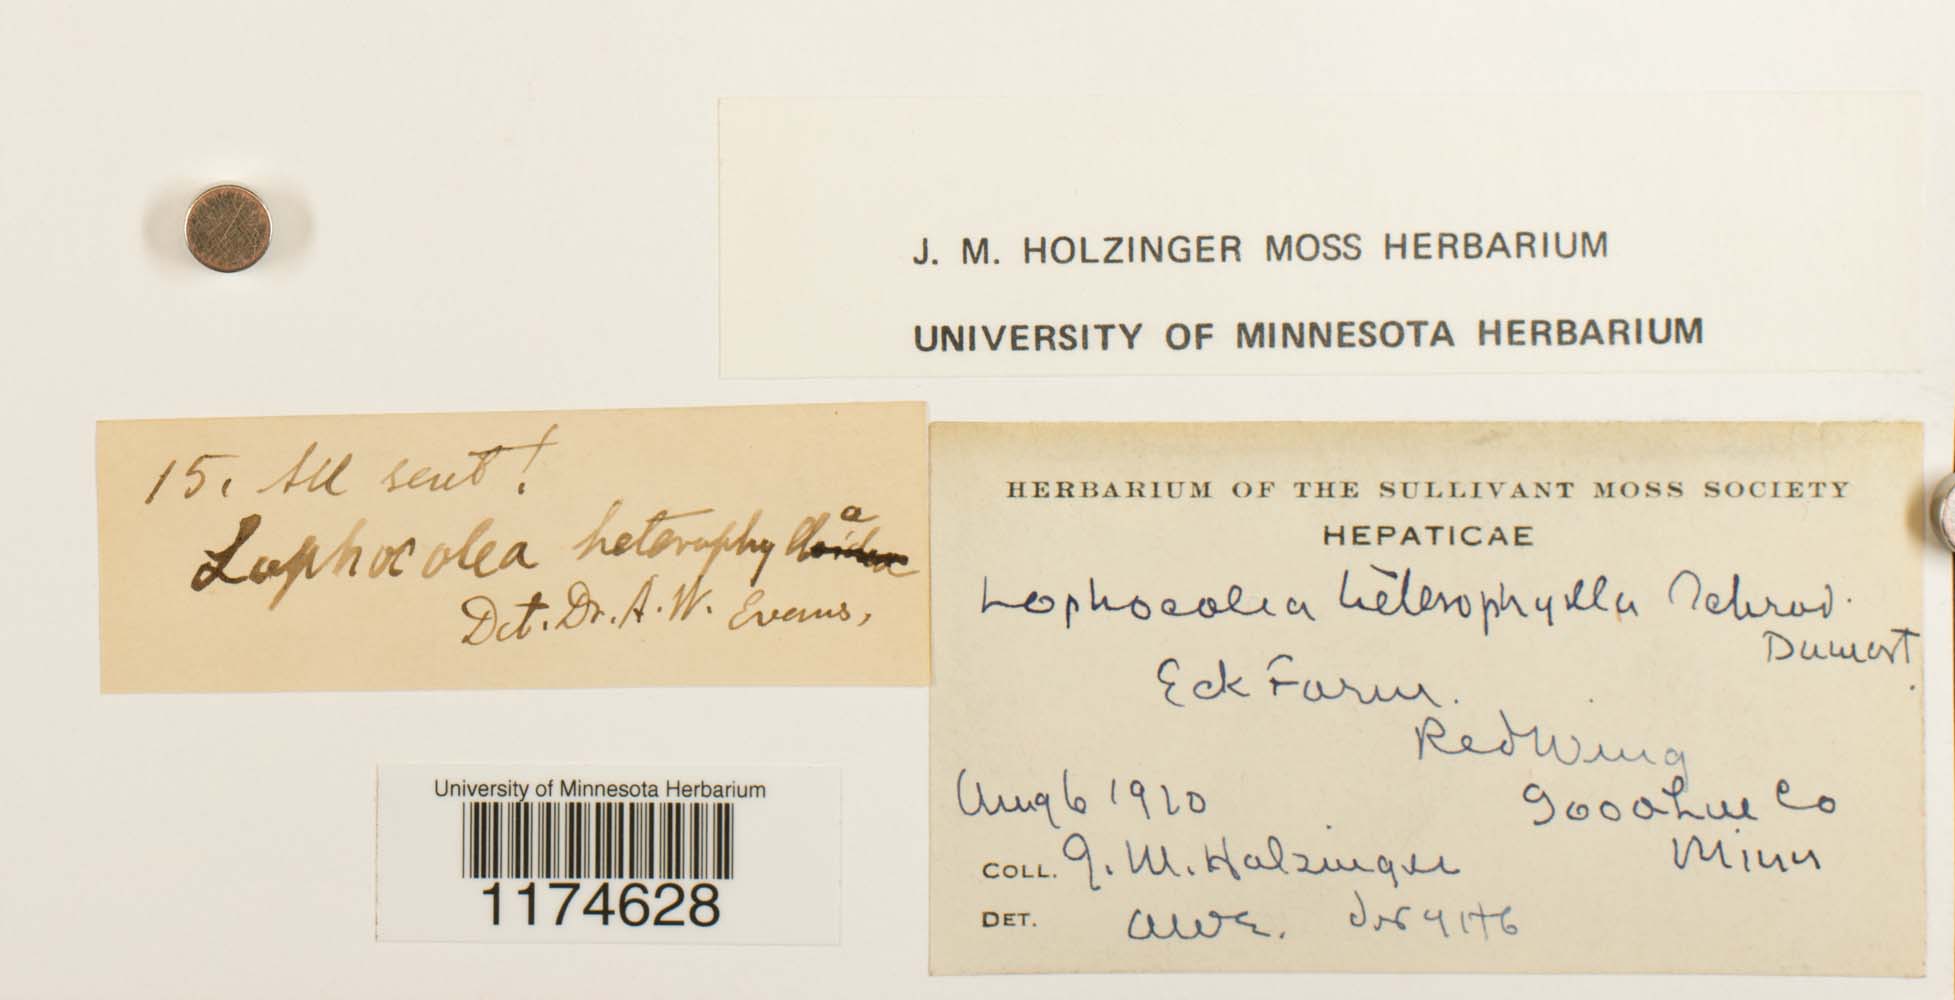 J. M. HOLZINGER MOSS HERBARIUM
UNIVERSITY OF MINNESOTA HERBARIUM
15. All sent!
Lophocolea heterophylla
Det. Dr. A. W. Evans,
University of Minnesota Herbarium
1174628
HERBARIUM OF THE SULLIVANT MOSS SOCIETY
HEPATICAE
Lophocolea heterophylla Schrad.
Dumort.
Eck Farm.
Red Wing
Aug 6 1920
Goodhue Co
Minn
COLL. J. M. Holzinger
DET. AWE.